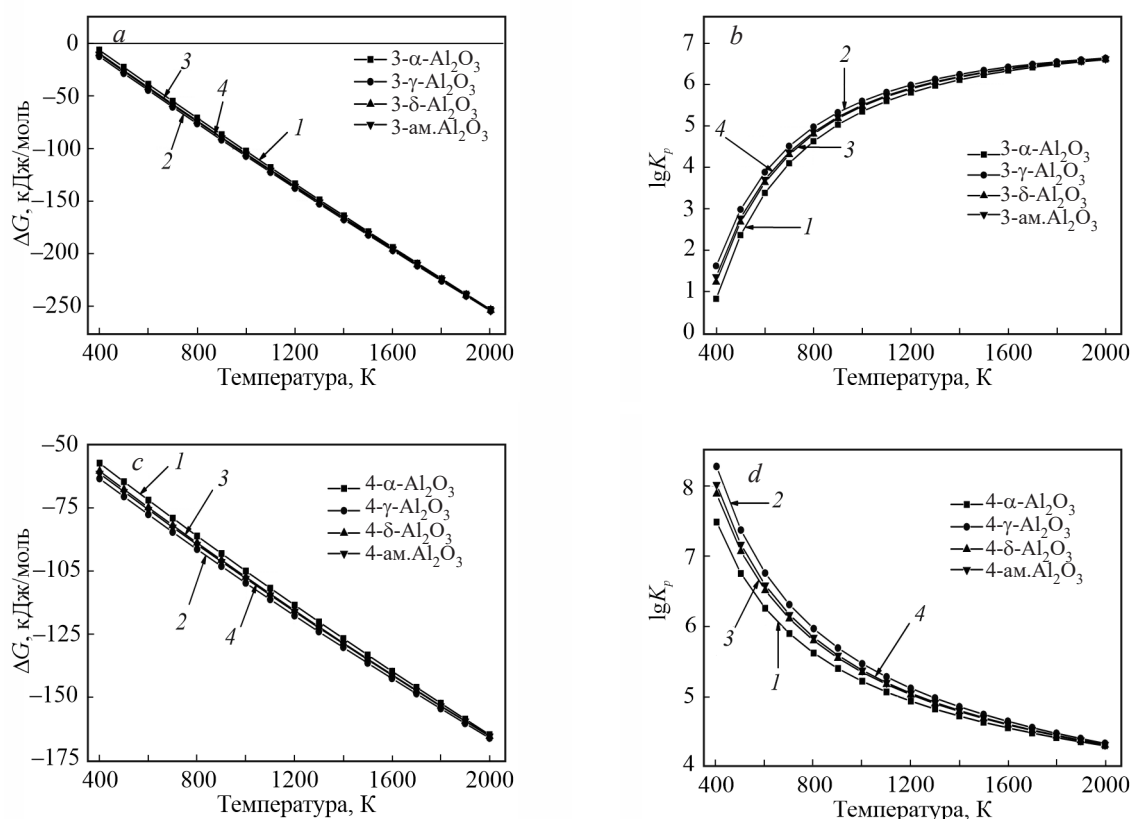 a
0
–50
–100
–150
–200
–250
ΔG, кДж/моль
3
4
1
2
3-α-Al₂O₃
3-γ-Al₂O₃
3-δ-Al₂O₃
3-ам.Al₂O₃
400 800 1200 1600 2000
Температура, К
b
7
6
5
4
3
2
1
0
lgKₚ
2
4
3
1
3-α-Al₂O₃
3-γ-Al₂O₃
3-δ-Al₂O₃
3-ам.Al₂O₃
400 800 1200 1600 2000
Температура, К
c
–50
–75
–105
–125
–150
–175
ΔG, кДж/моль
1
3
2
4
4-α-Al₂O₃
4-γ-Al₂O₃
4-δ-Al₂O₃
4-ам.Al₂O₃
400 800 1200 1600 2000
Температура, К
d
8
7
6
5
4
lgKₚ
2
3
1
4
4-α-Al₂O₃
4-γ-Al₂O₃
4-δ-Al₂O₃
4-ам.Al₂O₃
400 800 1200 1600 2000
Температура, К